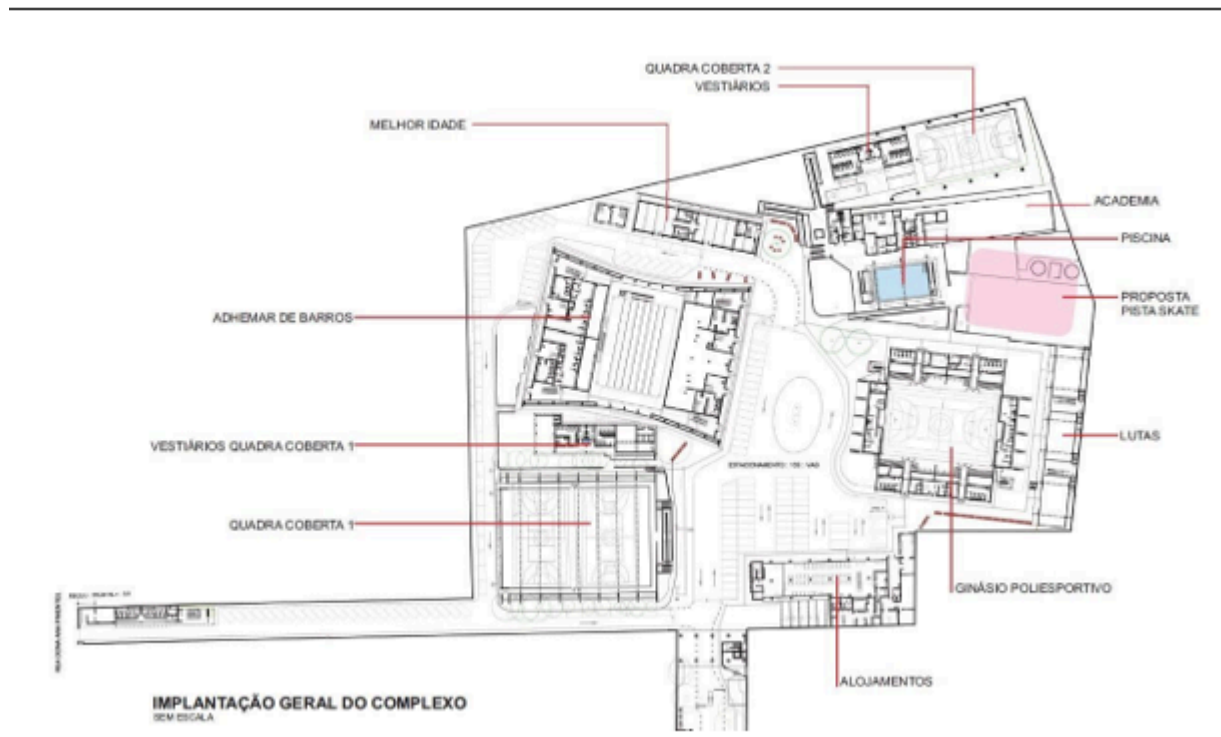 QUADRA COBERTA 2
VESTIÁRIOS
MELHOR IDADE
ACADEMIA
PISCINA
ADHEMAR DE BARROS
PROPOSTA
PISTA SKATE
VESTIÁRIOS QUADRA COBERTA 1
LUTAS
QUADRA COBERTA 1
GINÁSIO POLIESPORTIVO
ALOJAMENTOS
IMPLANTAÇÃO GERAL DO COMPLEXO
SEM ESCALA